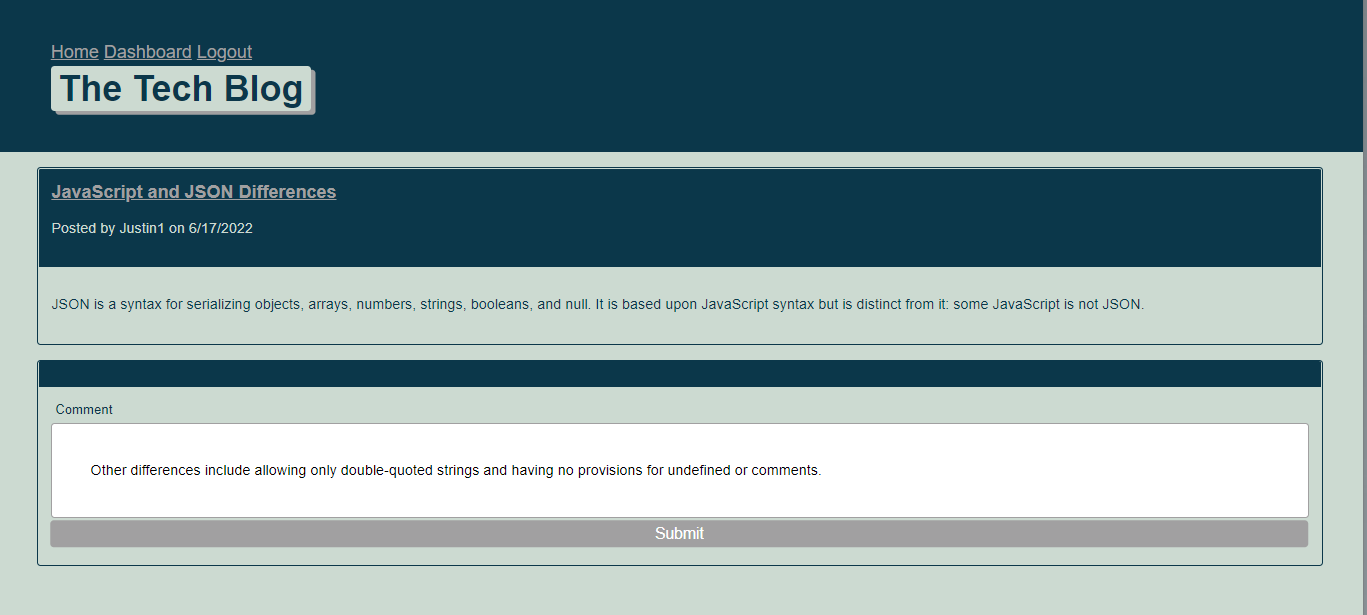 Home Dashboard Logout
The Tech Blog
JavaScript and JSON Differences
Posted by Justin1 on 6/17/2022
JSON is a syntax for serializing objects, arrays, numbers, strings, booleans, and null. It is based upon JavaScript syntax but is distinct from it: some JavaScript is not JSON.
Comment
Other differences include allowing only double-quoted strings and having no provisions for undefined or comments.
Submit